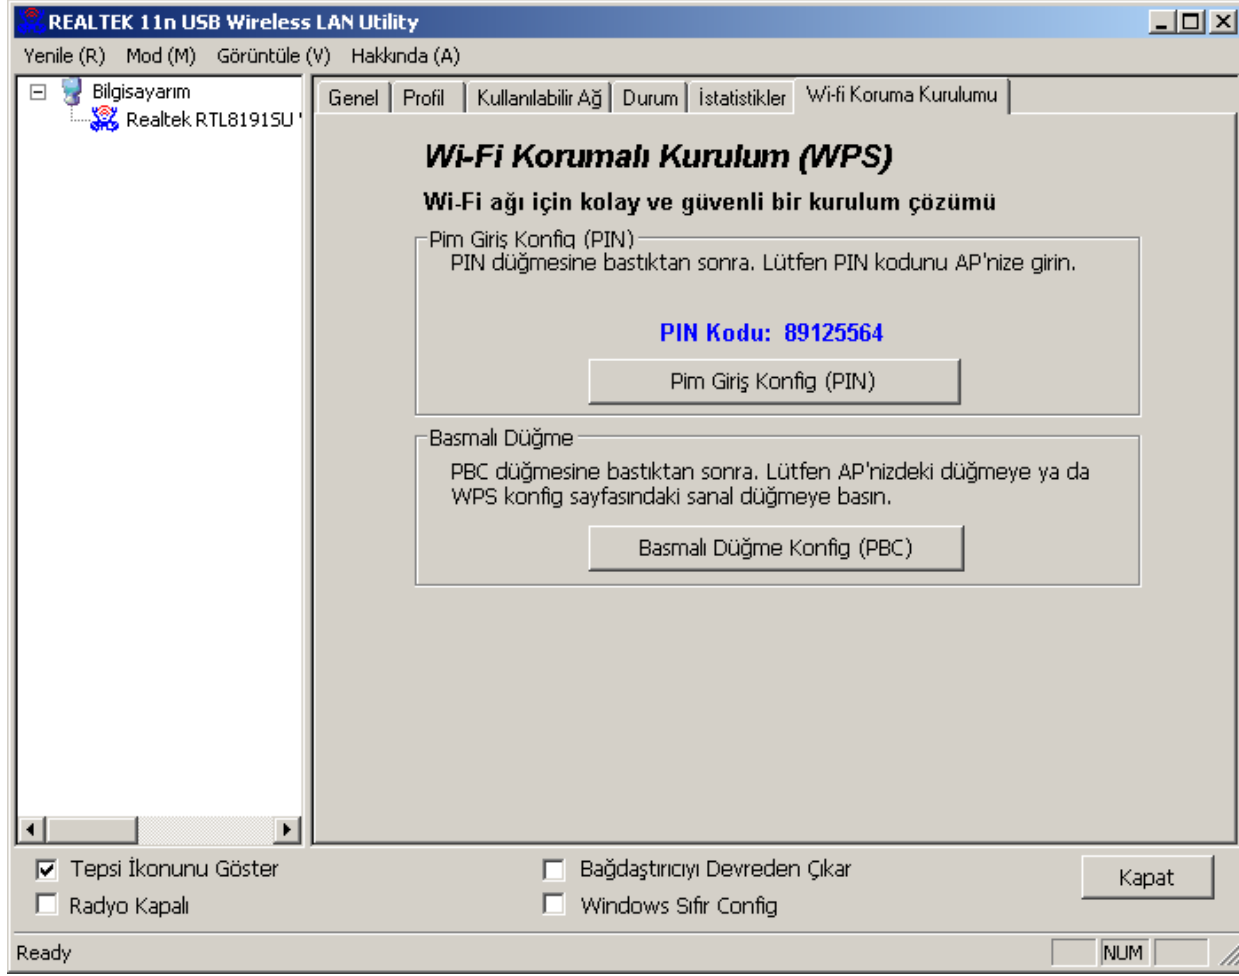 REALTEK 11n USB Wireless LAN Utility
Yenile (R) Mod (M) Görüntüle (V) Hakkında (A)
Bilgisayarım
Realtek RTL8191SU
Genel Profil Kullanılabilir Ağ Durum İstatistikler Wi-fi Koruma Kurulumu
Wi-Fi Korumalı Kurulum (WPS)
Wi-Fi ağı için kolay ve güvenli bir kurulum çözümü
Pim Giriş Konfig (PIN)
PIN düğmesine bastıktan sonra. Lütfen PIN kodunu AP'nize girin.
PIN Kodu: 89125564
Pim Giriş Konfig (PIN)
Basmalı Düğme
PBC düğmesine bastıktan sonra. Lütfen AP'nizdeki düğmeye ya da
WPS konfig sayfasındaki sanal düğmeye basın.
Basmalı Düğme Konfig (PBC)
Tepsi İkonunu Göster
Bağdaştırıcıyı Devreden Çıkar
Kapat
Radyo Kapalı
Windows Sıfır Config
Ready
NUM